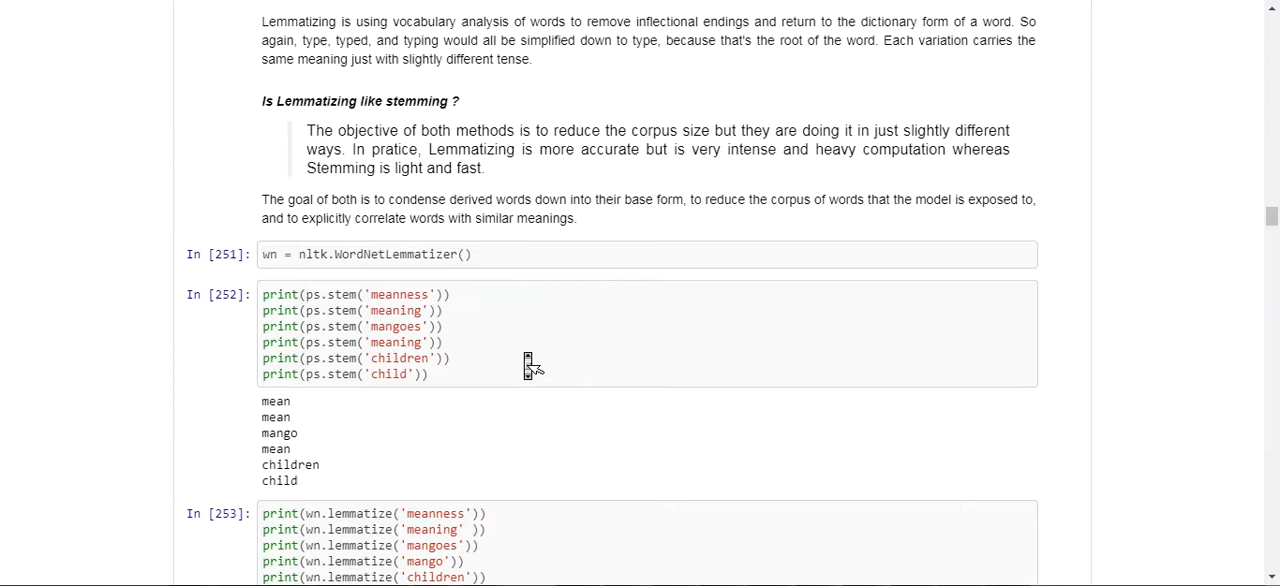 Lemmatizing is using vocabulary analysis of words to remove inflectional endings and return to the dictionary form of a word. So
again, type, typed, and typing would all be simplified down to type, because that's the root of the word. Each variation carries the
same meaning just with slightly different tense.
Is Lemmatizing like stemming ?
The objective of both methods is to reduce the corpus size but they are doing it in just slightly different
ways. In pratice, Lemmatizing is more accurate but is very intense and heavy computation whereas
Stemming is light and fast.
The goal of both is to condense derived words down into their base form, to reduce the corpus of words that the model is exposed to,
and to explicitly correlate words with similar meanings.
In [251]: wn = nltk.WordNetLemmatizer()
In [252]: print(ps.stem('meanness'))
print(ps.stem('meaning'))
print(ps.stem('mangoes'))
print(ps.stem('meaning'))
print(ps.stem('children'))
print(ps.stem('child'))
mean
mean
mango
mean
children
child
In [253]: print(wn.lemmatize('meanness'))
print(wn.lemmatize('meaning' ))
print(wn.lemmatize('mangoes'))
print(wn.lemmatize('mango'))
print(wn.lemmatize('children'))